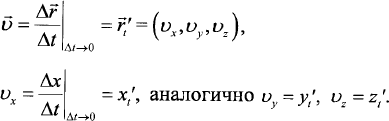 υ⃗ = Δr⃗/Δt |Δt→0 = r⃗t′ = (υx, υy, υz),
υx = Δx/Δt |Δt→0 = xt′, аналогично υy = yt′, υz = zt′.